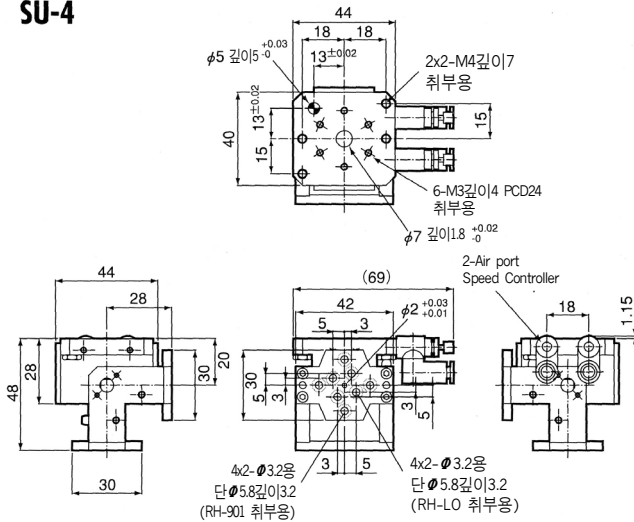 SU-4
44
18 18
φ5 깊이5 +0.03 -0
13±0.02
2x2-M4깊이7
취부용
40
13±0.02
15
15
6-M3깊이4 PCD24
취부용
φ7 깊이1.8 +0.02 -0
2-Air port
Speed Controller
44
28
48
28
30
30
(69)
42
φ2 +0.03 +0.01
5 3
20
30
5
3
3
5
3 5
4x2-Φ3.2용
단Φ5.8깊이3.2
(RH-901 취부용)
4x2-Φ3.2용
단Φ5.8깊이3.2
(RH-LO 취부용)
18
1.15